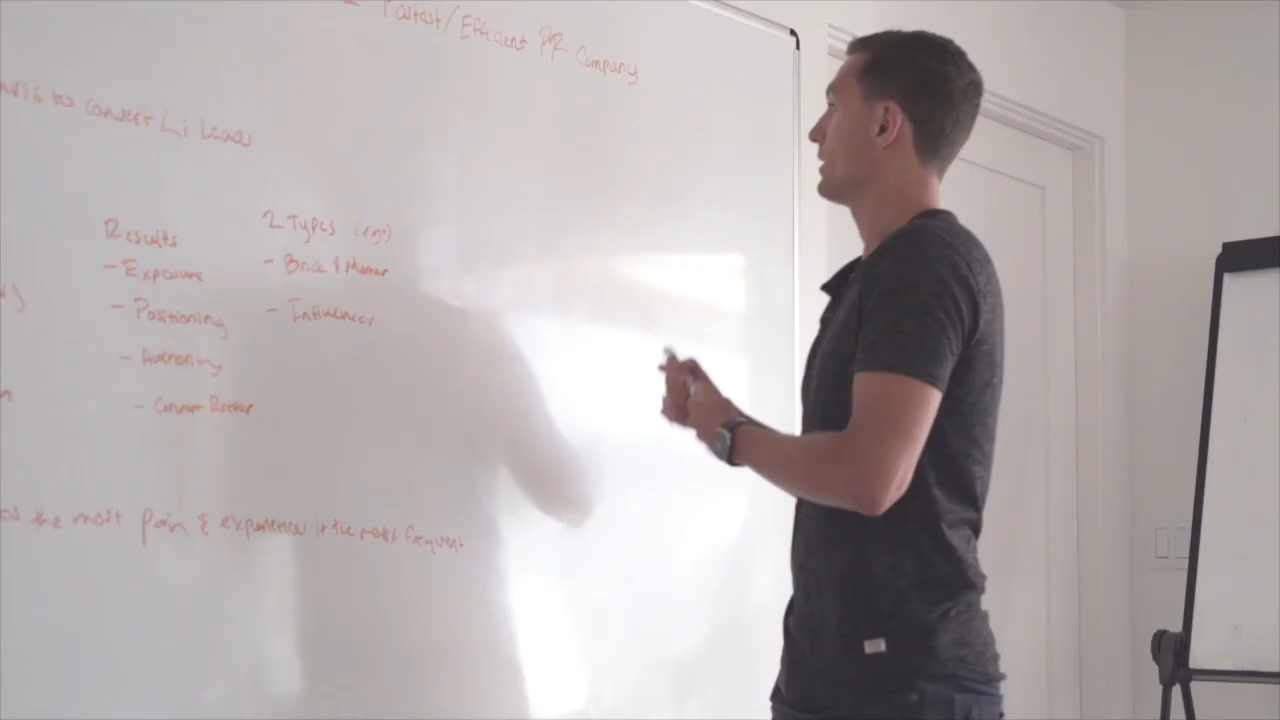 - Fastest/Efficient PR Company
to convert Li Leads
Results
- Exposure
- Positioning
- Authority
2 Types
- Brick & Mortar
- Influencer
the most pain & experience it the most frequent